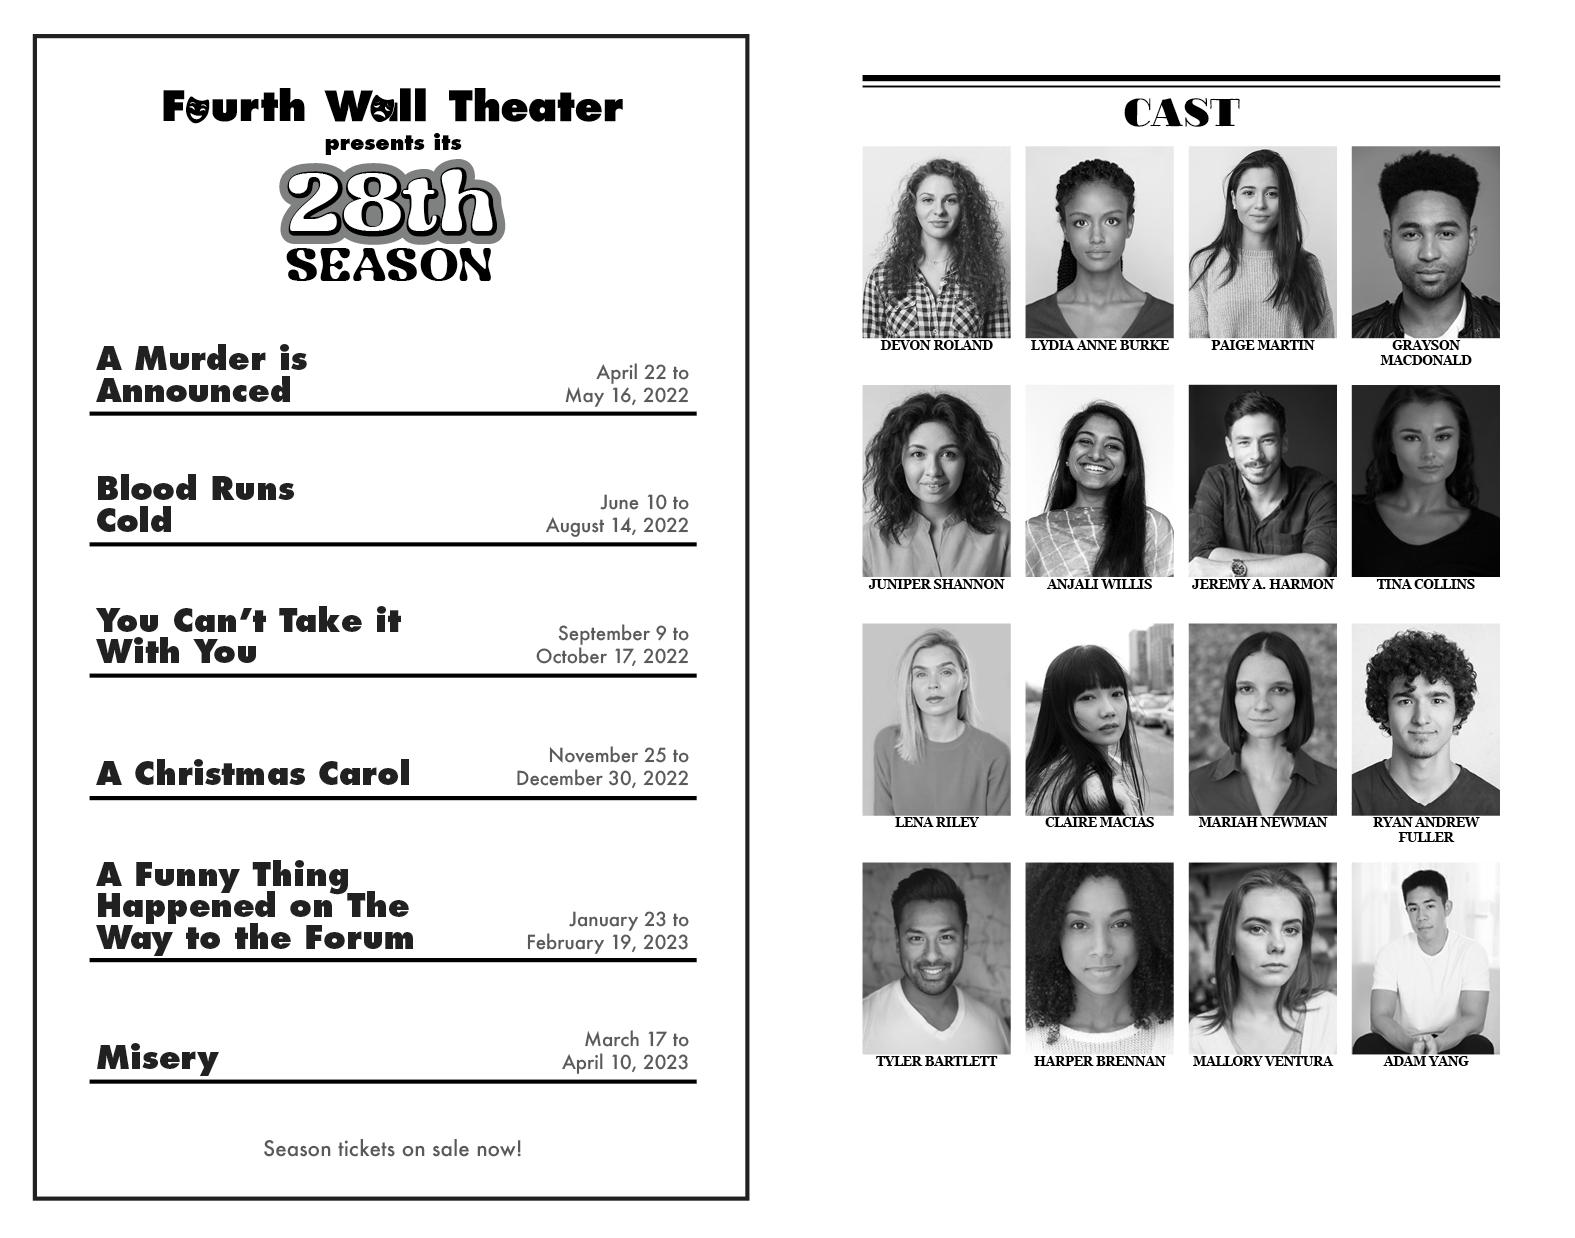 Fourth Wall Theater
presents its
28th
SEASON
A Murder is
Announced
April 22 to
May 16, 2022
Blood Runs
Cold
June 10 to
August 14, 2022
You Can't Take it
With You
September 9 to
October 17, 2022
A Christmas Carol
November 25 to
December 30, 2022
A Funny Thing
Happened on The
Way to the Forum
January 23 to
February 19, 2023
Misery
March 17 to
April 10, 2023
Season tickets on sale now!
CAST
DEVON ROLAND
LYDIA ANNE BURKE
PAIGE MARTIN
GRAYSON
MACDONALD
JUNIPER SHANNON
ANJALI WILLIS
JEREMY A. HARMON
TINA COLLINS
LENA RILEY
CLAIRE MACIAS
MARIAH NEWMAN
RYAN ANDREW
FULLER
TYLER BARTLETT
HARPER BRENNAN
MALLORY VENTURA
ADAM YANG